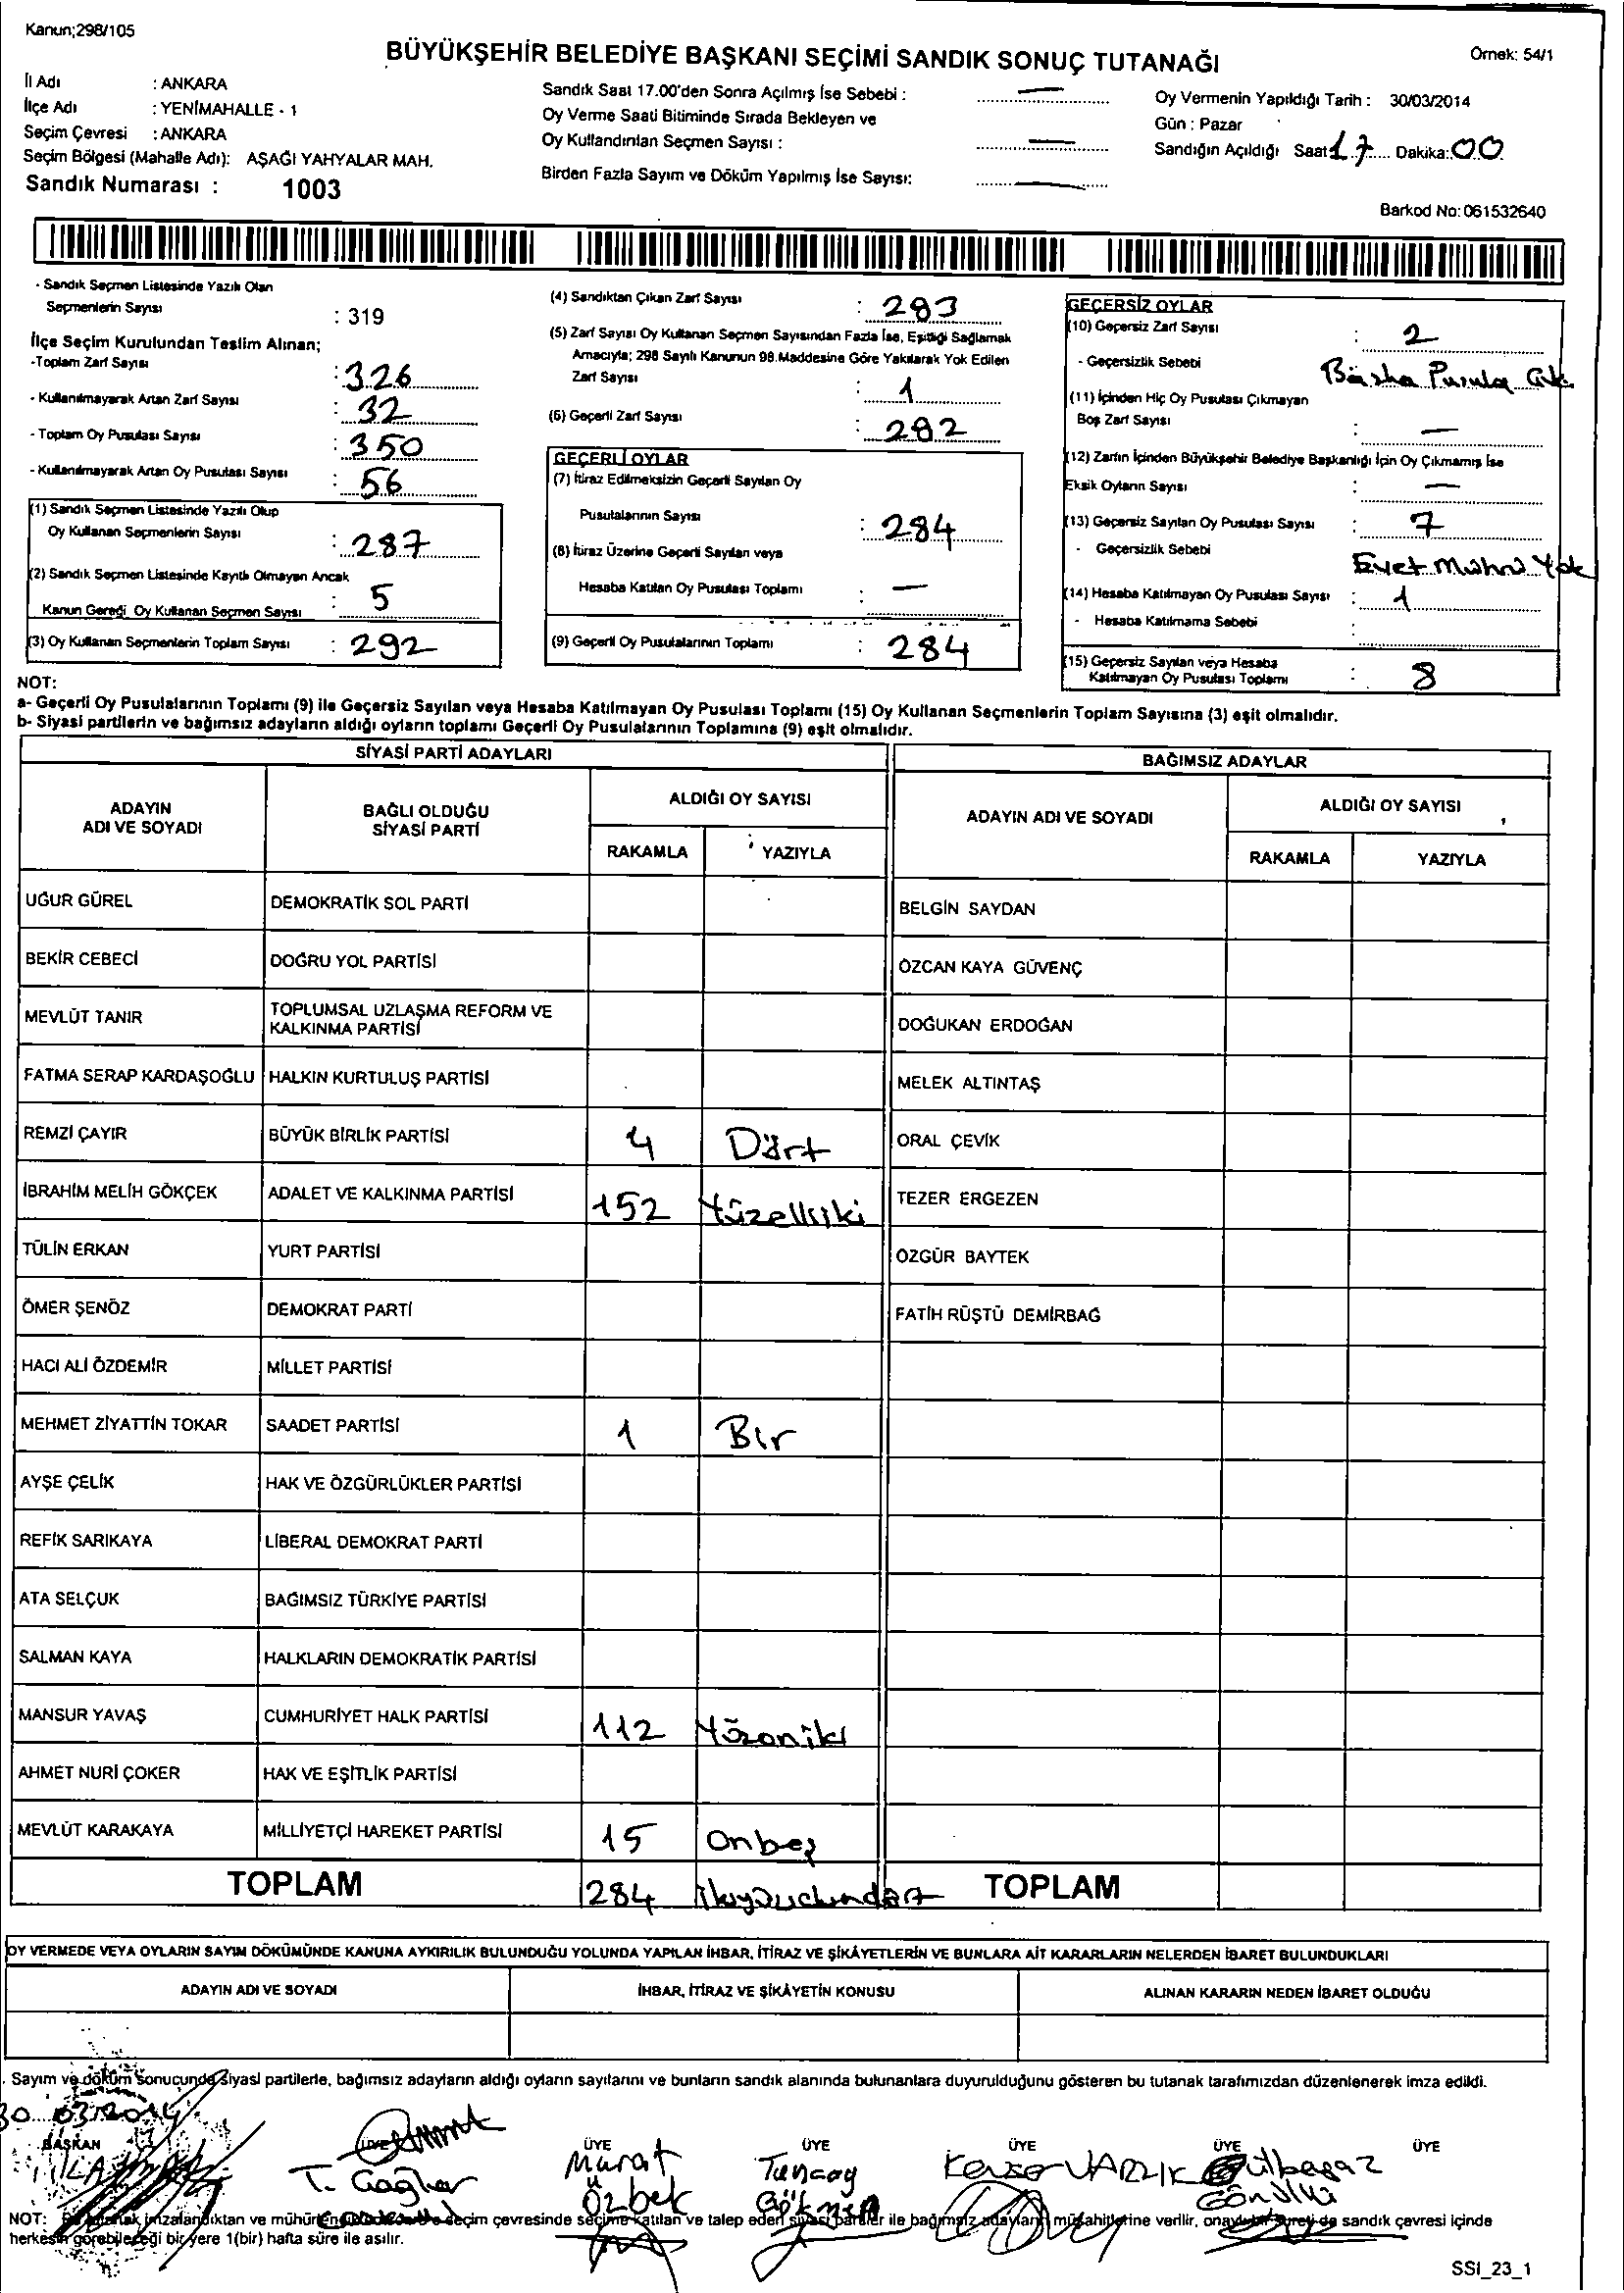 Kanun;298/105
BÜYÜKŞEHİR BELEDİYE BAŞKANI SEÇİMİ SANDIK SONUÇ TUTANAĞI
Örnek: 54/1
İl Adı : ANKARA
İlçe Adı : YENİMAHALLE - 1
Seçim Çevresi : ANKARA
Seçim Bölgesi (Mahalle Adı): AŞAĞI YAHYALAR MAH.
Sandık Numarası : 1003
Sandık Saat 17.00'den Sonra Açılmış İse Sebebi : —
Oy Verme Saati Bitiminde Sırada Bekleyen ve
Oy Kullandırılan Seçmen Sayısı : —
Birden Fazla Sayım ve Döküm Yapılmış İse Sayısı: —
Oy Vermenin Yapıldığı Tarih : 30/03/2014
Gün : Pazar
Sandığın Açıldığı Saat 17 Dakika: 00
Barkod No: 061532640
- Sandık Seçmen Listesinde Yazılı Olan
Seçmenlerin Sayısı : 319
İlçe Seçim Kurulundan Teslim Alınan;
-Toplam Zarf Sayısı : 326
- Kullanılmayarak Artan Zarf Sayısı : 32
- Toplam Oy Pusulası Sayısı : 350
- Kullanılmayarak Artan Oy Pusulası Sayısı : 56
(1) Sandık Seçmen Listesinde Yazılı Olup
Oy Kullanan Seçmenlerin Sayısı : 287
(2) Sandık Seçmen Listesinde Kayıtlı Olmayan Ancak
Kanun Gereği Oy Kullanan Seçmen Sayısı : 5
(3) Oy Kullanan Seçmenlerin Toplam Sayısı : 292
(4) Sandıktan Çıkan Zarf Sayısı : 283
(5) Zarf Sayısı Oy Kullanan Seçmen Sayısından Fazla İse, Eşitliği Sağlamak
Amacıyla; 298 Sayılı Kanunun 98.Maddesine Göre Yakılarak Yok Edilen
Zarf Sayısı : 1
(6) Geçerli Zarf Sayısı : 282
GEÇERLİ OYLAR
(7) İtiraz Edilmeksizin Geçerli Sayılan Oy
Pusulalarının Sayısı : 284
(8) İtiraz Üzerine Geçerli Sayılan veya
Hesaba Katılan Oy Pusulası Toplamı : —
(9) Geçerli Oy Pusulalarının Toplamı : 284
GEÇERSİZ OYLAR
(10) Geçersiz Zarf Sayısı : 2
- Geçersizlik Sebebi Başka Pusula
(11) İçinden Hiç Oy Pusulası Çıkmayan
Boş Zarf Sayısı : —
(12) Zarfın İçinden Büyükşehir Belediye Başkanlığı İçin Oy Çıkmamış İse
Eksik Oyların Sayısı : —
(13) Geçersiz Sayılan Oy Pusulası Sayısı : 7
- Geçersizlik Sebebi Evet Mührü Yok
(14) Hesaba Katılmayan Oy Pusulası Sayısı : 1
- Hesaba Katılmama Sebebi :
(15) Geçersiz Sayılan veya Hesaba
Katılmayan Oy Pusulası Toplamı : 8
NOT:
a- Geçerli Oy Pusulalarının Toplamı (9) ile Geçersiz Sayılan veya Hesaba Katılmayan Oy Pusulası Toplamı (15) Oy Kullanan Seçmenlerin Toplam Sayısına (3) eşit olmalıdır.
b- Siyasi partilerin ve bağımsız adayların aldığı oyların toplamı Geçerli Oy Pusulalarının Toplamına (9) eşit olmalıdır.
SİYASİ PARTİ ADAYLARI
BAĞIMSIZ ADAYLAR
ADAYIN ADI VE SOYADI
BAĞLI OLDUĞU SİYASİ PARTİ
ALDIĞI OY SAYISI
RAKAMLA YAZIYLA
ADAYIN ADI VE SOYADI
ALDIĞI OY SAYISI
RAKAMLA YAZIYLA
UĞUR GÜREL DEMOKRATİK SOL PARTİ BELGİN SAYDAN
BEKİR CEBECİ DOĞRU YOL PARTİSİ ÖZCAN KAYA GÜVENÇ
MEVLÜT TANIR TOPLUMSAL UZLAŞMA REFORM VE KALKINMA PARTİSİ DOĞUKAN ERDOĞAN
FATMA SERAP KARDAŞOĞLU HALKIN KURTULUŞ PARTİSİ MELEK ALTINTAŞ
REMZİ ÇAYIR BÜYÜK BİRLİK PARTİSİ 4 Dört ORAL ÇEVİK
İBRAHİM MELİH GÖKÇEK ADALET VE KALKINMA PARTİSİ 152 Yüzelliiki TEZER ERGEZEN
TÜLİN ERKAN YURT PARTİSİ ÖZGÜR BAYTEK
ÖMER ŞENÖZ DEMOKRAT PARTİ FATİH RÜŞTÜ DEMİRBAĞ
HACI ALİ ÖZDEMİR MİLLET PARTİSİ
MEHMET ZİYATTİN TOKAR SAADET PARTİSİ 1 Bir
AYŞE ÇELİK HAK VE ÖZGÜRLÜKLER PARTİSİ
REFİK SARIKAYA LİBERAL DEMOKRAT PARTİ
ATA SELÇUK BAĞIMSIZ TÜRKİYE PARTİSİ
SALMAN KAYA HALKLARIN DEMOKRATİK PARTİSİ
MANSUR YAVAŞ CUMHURİYET HALK PARTİSİ 112 Yüzoniki
AHMET NURİ ÇOKER HAK VE EŞİTLİK PARTİSİ
MEVLÜT KARAKAYA MİLLİYETÇİ HAREKET PARTİSİ 15 onbeş
TOPLAM 284 TOPLAM
OY VERMEDE VEYA OYLARIN SAYIM DÖKÜMÜNDE KANUNA AYKIRILIK BULUNDUĞU YOLUNDA YAPILAN İHBAR, İTİRAZ VE ŞİKÂYETLERİN VE BUNLARA AİT KARARLARIN NELERDEN İBARET BULUNDUKLARI
ADAYIN ADI VE SOYADI İHBAR, İTİRAZ VE ŞİKÂYETİN KONUSU ALINAN KARARIN NEDEN İBARET OLDUĞU
Sayım ve döküm sonucunda siyasi partilerle, bağımsız adayların aldığı oyların sayılarını ve bunların sandık alanında bulunanlara duyurulduğunu gösteren bu tutanak tarafımızdan düzenlenerek imza edildi.
30 03 2014
BAŞKAN ÜYE ÜYE ÜYE ÜYE ÜYE ÜYE
T. Çağlar Murat Özbek Tuncay Gökmen VARLIK Gönüllü
NOT: imzalandıktan ve seçim çevresinde seçime katılan ve talep eden siyasi partiler ile bağımsız adayların müşahitlerine verilir, onaylı bir sureti de sandık çevresi içinde
herkesin görebileceği bir yere 1(bir) hafta süre ile asılır.
SSI_23_1